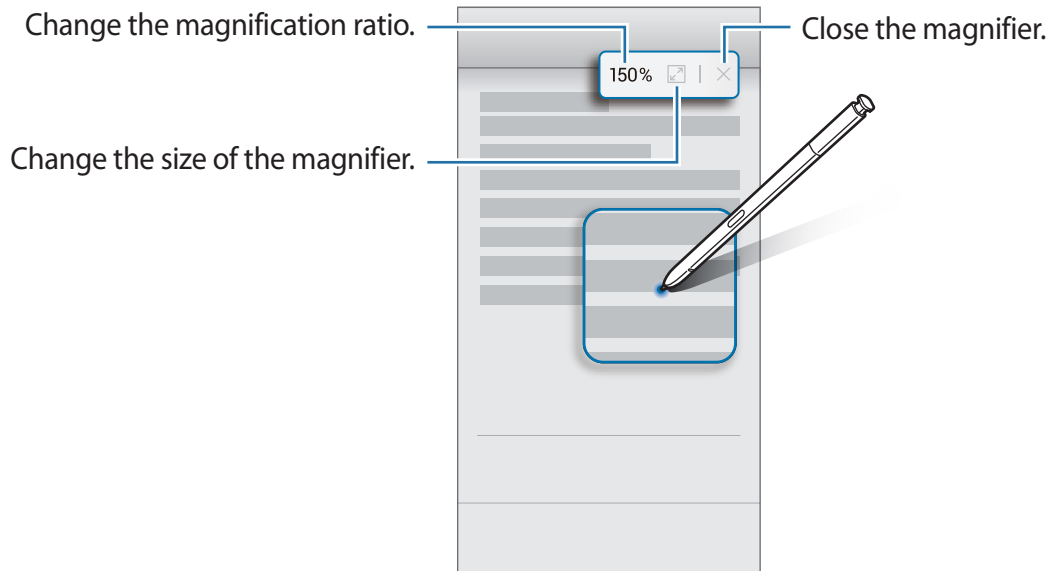 Change the magnification ratio.
Close the magnifier.
150%
Change the size of the magnifier.